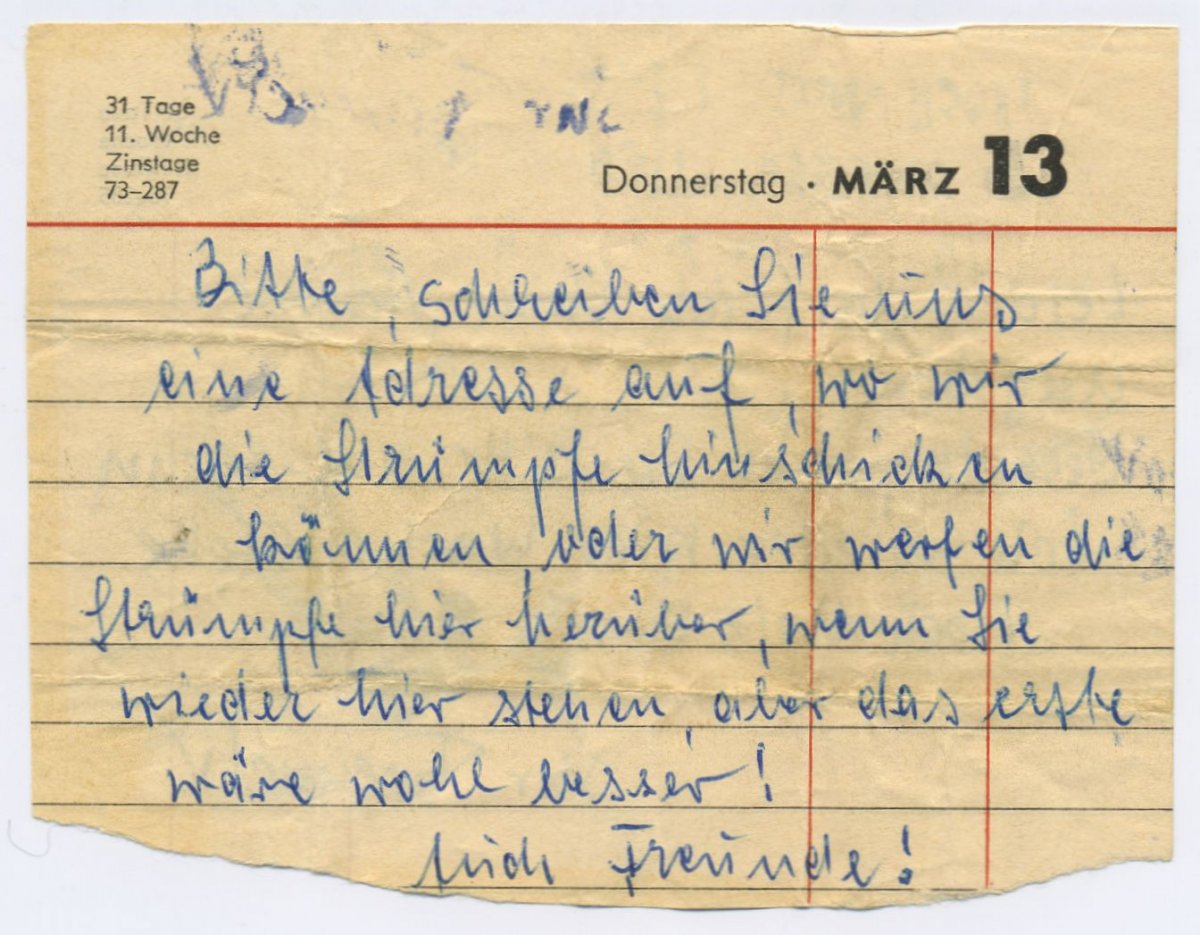 31 Tage
11. Woche
Zinstage
73–287
Donnerstag · MÄRZ 13
Bitte, schreiben Sie uns
eine Adresse auf, wo wir
die Strümpfe hinschicken
können, oder wir werfen die
Strümpfe hier herüber, wenn Sie
wieder hier stehen, aber das erste
wäre wohl besser!
Auch Freunde!